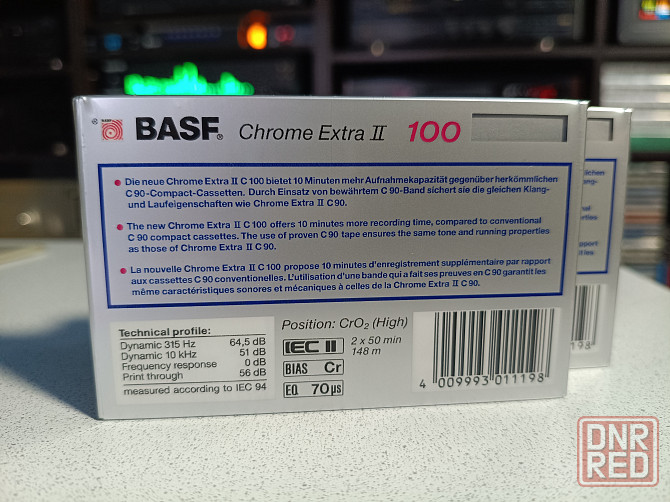 BASF® Chrome Extra II 100
• Die neue Chrome Extra II C 100 bietet 10 Minuten mehr Aufnahmekapazität gegenüber herkömmlichen
C 90-Compact-Cassetten. Durch Einsatz von bewährtem C 90-Band sichert sie die gleichen Klang-
und Laufeigenschaften wie Chrome Extra II C 90.
• The new Chrome Extra II C 100 offers 10 minutes more recording time, compared to conventional
C 90 compact cassettes. The use of proven C 90 tape ensures the same tone and running properties
as those of Chrome Extra II C 90.
• La nouvelle Chrome Extra II C 100 propose 10 minutes d'enregistrement supplémentaire par rapport
aux cassettes C 90 conventionelles. L'utilisation d'une bande qui a fait ses preuves en C 90 garantit les
même caractéristiques sonores et mécaniques à celles de la Chrome Extra II C 90.
Technical profile:
Dynamic 315 Hz 64,5 dB
Dynamic 10 kHz 51 dB
Frequency response 0 dB
Print through 56 dB
measured according to IEC 94
Position: CrO₂ (High)
IEC II 2 x 50 min
148 m
BIAS Cr
EQ 70 µs
4 009993 011198
DNR
RED